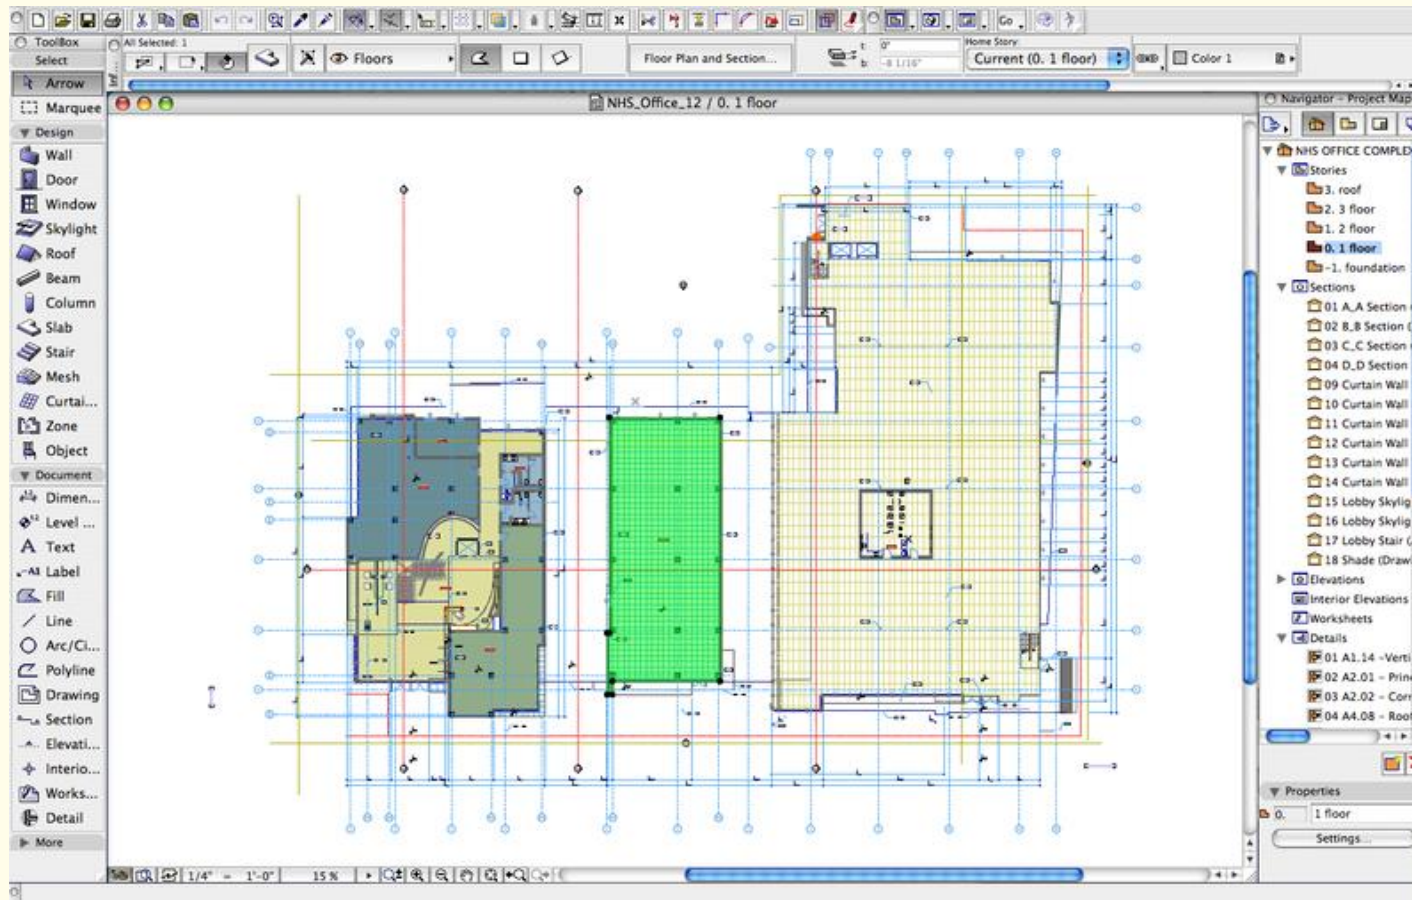 ToolBox
Select
Arrow
Marquee
Design
Wall
Door
Window
Skylight
Roof
Beam
Column
Slab
Stair
Mesh
Curtai...
Zone
Object
Document
Dimen...
Level ...
Text
Label
Fill
Line
Arc/Ci...
Polyline
Drawing
Section
Elevati...
Interio...
Works...
Detail
More
Go
All Selected: 1
Floors
Floor Plan and Section...
t: 0"
b: -8 1/16"
Home Story:
Current (0. 1 floor)
Color 1
NHS_Office_12 / 0. 1 floor
1/4" = 1'-0"
15 %
Navigator - Project Map
NHS OFFICE COMPLEX
Stories
3. roof
2. 3 floor
1. 2 floor
0. 1 floor
-1. foundation
Sections
01 A_A Section
02 B_B Section (
03 C_C Section
04 D_D Section
09 Curtain Wall
10 Curtain Wall
11 Curtain Wall
12 Curtain Wall
13 Curtain Wall
14 Curtain Wall
15 Lobby Skylig
16 Lobby Skylig
17 Lobby Stair (
18 Shade (Draw
Elevations
Interior Elevations
Worksheets
Details
01 A1.14 -Verti
02 A2.01 - Prin
03 A2.02 - Corr
04 A4.08 - Roo
Properties
0. 1 floor
Settings...